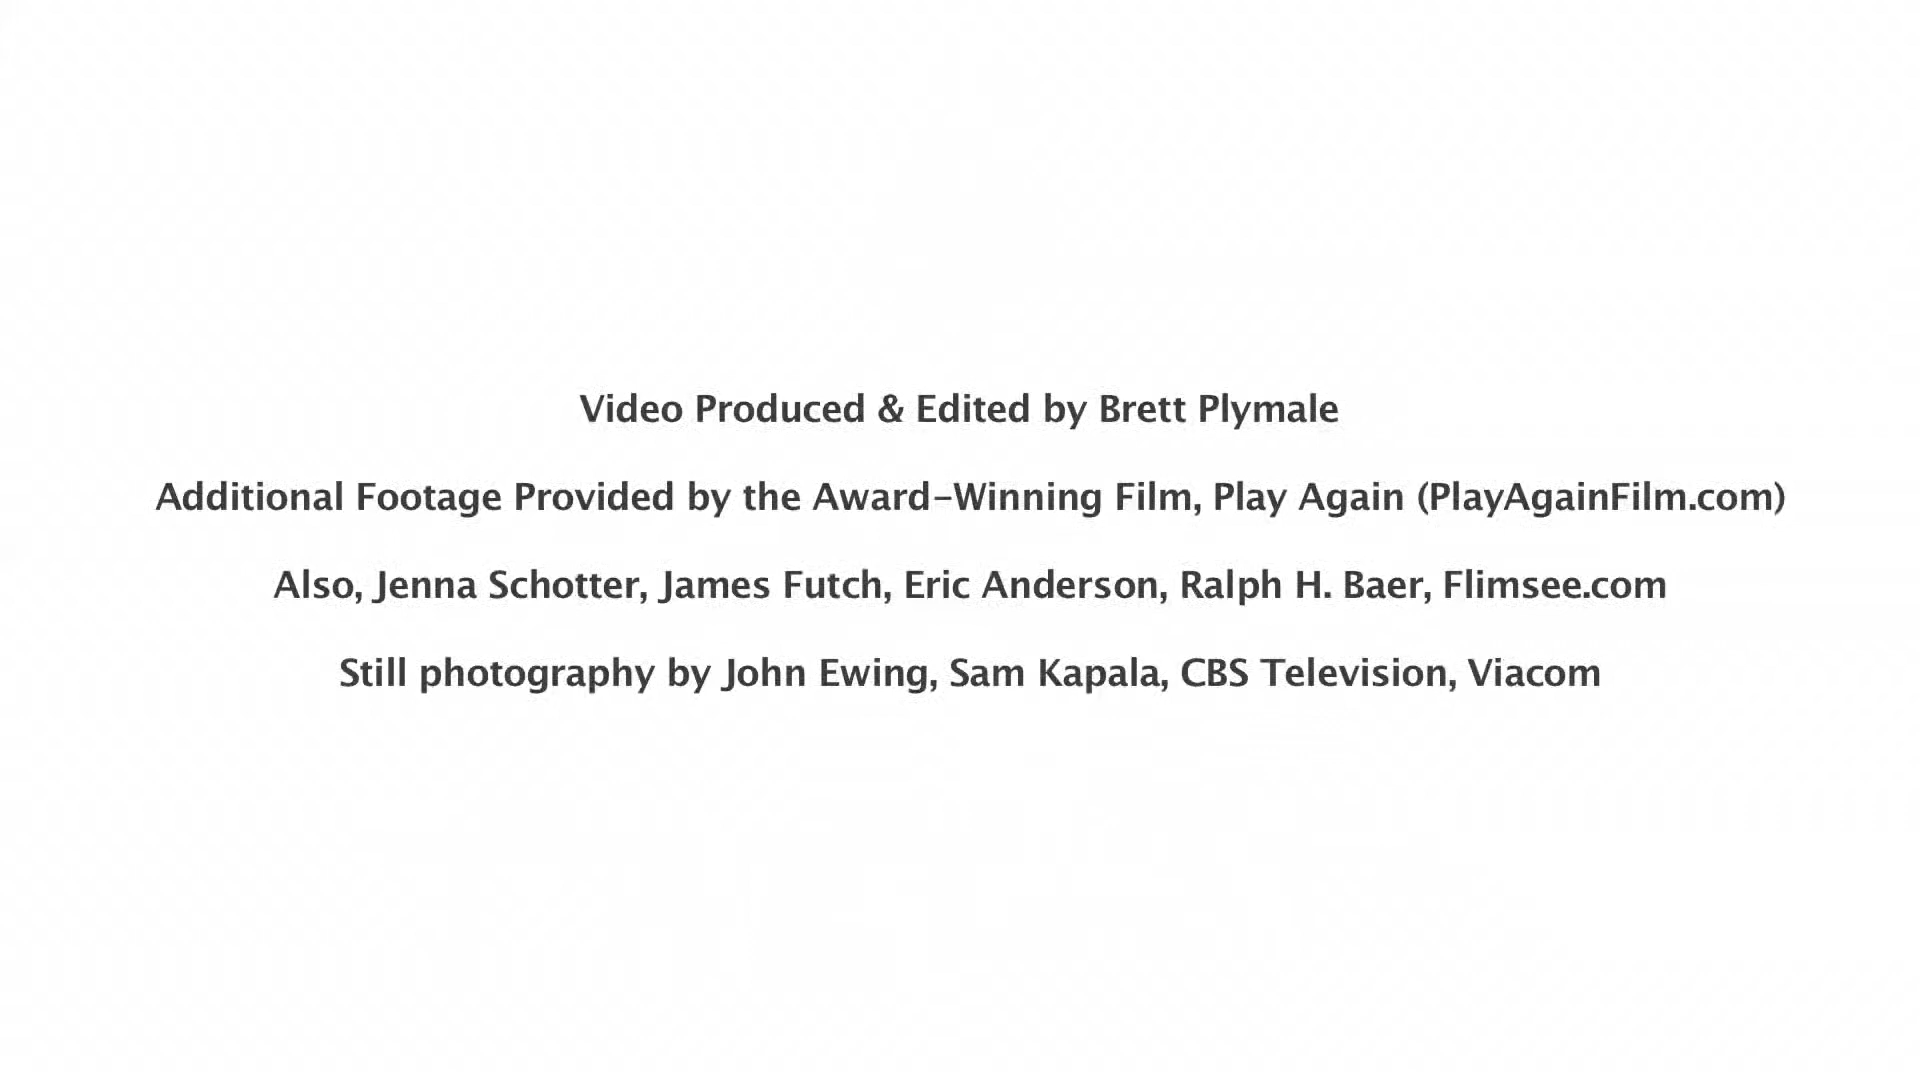 Video Produced & Edited by Brett Plymale
Additional Footage Provided by the Award-Winning Film, Play Again (PlayAgainFilm.com)
Also, Jenna Schotter, James Futch, Eric Anderson, Ralph H. Baer, Flimsee.com
Still photography by John Ewing, Sam Kapala, CBS Television, Viacom